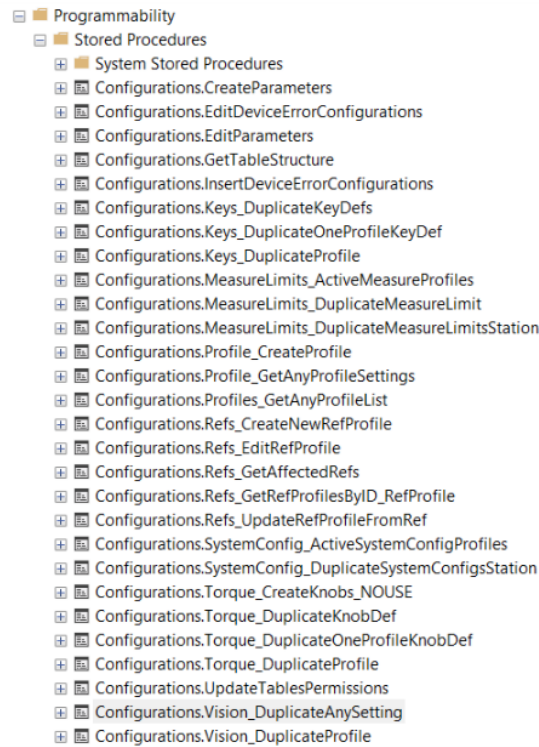 Programmability
Stored Procedures
System Stored Procedures
Configurations.CreateParameters
Configurations.EditDeviceErrorConfigurations
Configurations.EditParameters
Configurations.GetTableStructure
Configurations.InsertDeviceErrorConfigurations
Configurations.Keys_DuplicateKeyDefs
Configurations.Keys_DuplicateOneProfileKeyDef
Configurations.Keys_DuplicateProfile
Configurations.MeasureLimits_ActiveMeasureProfiles
Configurations.MeasureLimits_DuplicateMeasureLimit
Configurations.MeasureLimits_DuplicateMeasureLimitsStation
Configurations.Profile_CreateProfile
Configurations.Profile_GetAnyProfileSettings
Configurations.Profiles_GetAnyProfileList
Configurations.Refs_CreateNewRefProfile
Configurations.Refs_EditRefProfile
Configurations.Refs_GetAffectedRefs
Configurations.Refs_GetRefProfilesByID_RefProfile
Configurations.Refs_UpdateRefProfileFromRef
Configurations.SystemConfig_ActiveSystemConfigProfiles
Configurations.SystemConfig_DuplicateSystemConfigsStation
Configurations.Torque_CreateKnobs_NOUSE
Configurations.Torque_DuplicateKnobDef
Configurations.Torque_DuplicateOneProfileKnobDef
Configurations.Torque_DuplicateProfile
Configurations.UpdateTablesPermissions
Configurations.Vision_DuplicateAnySetting
Configurations.Vision_DuplicateProfile